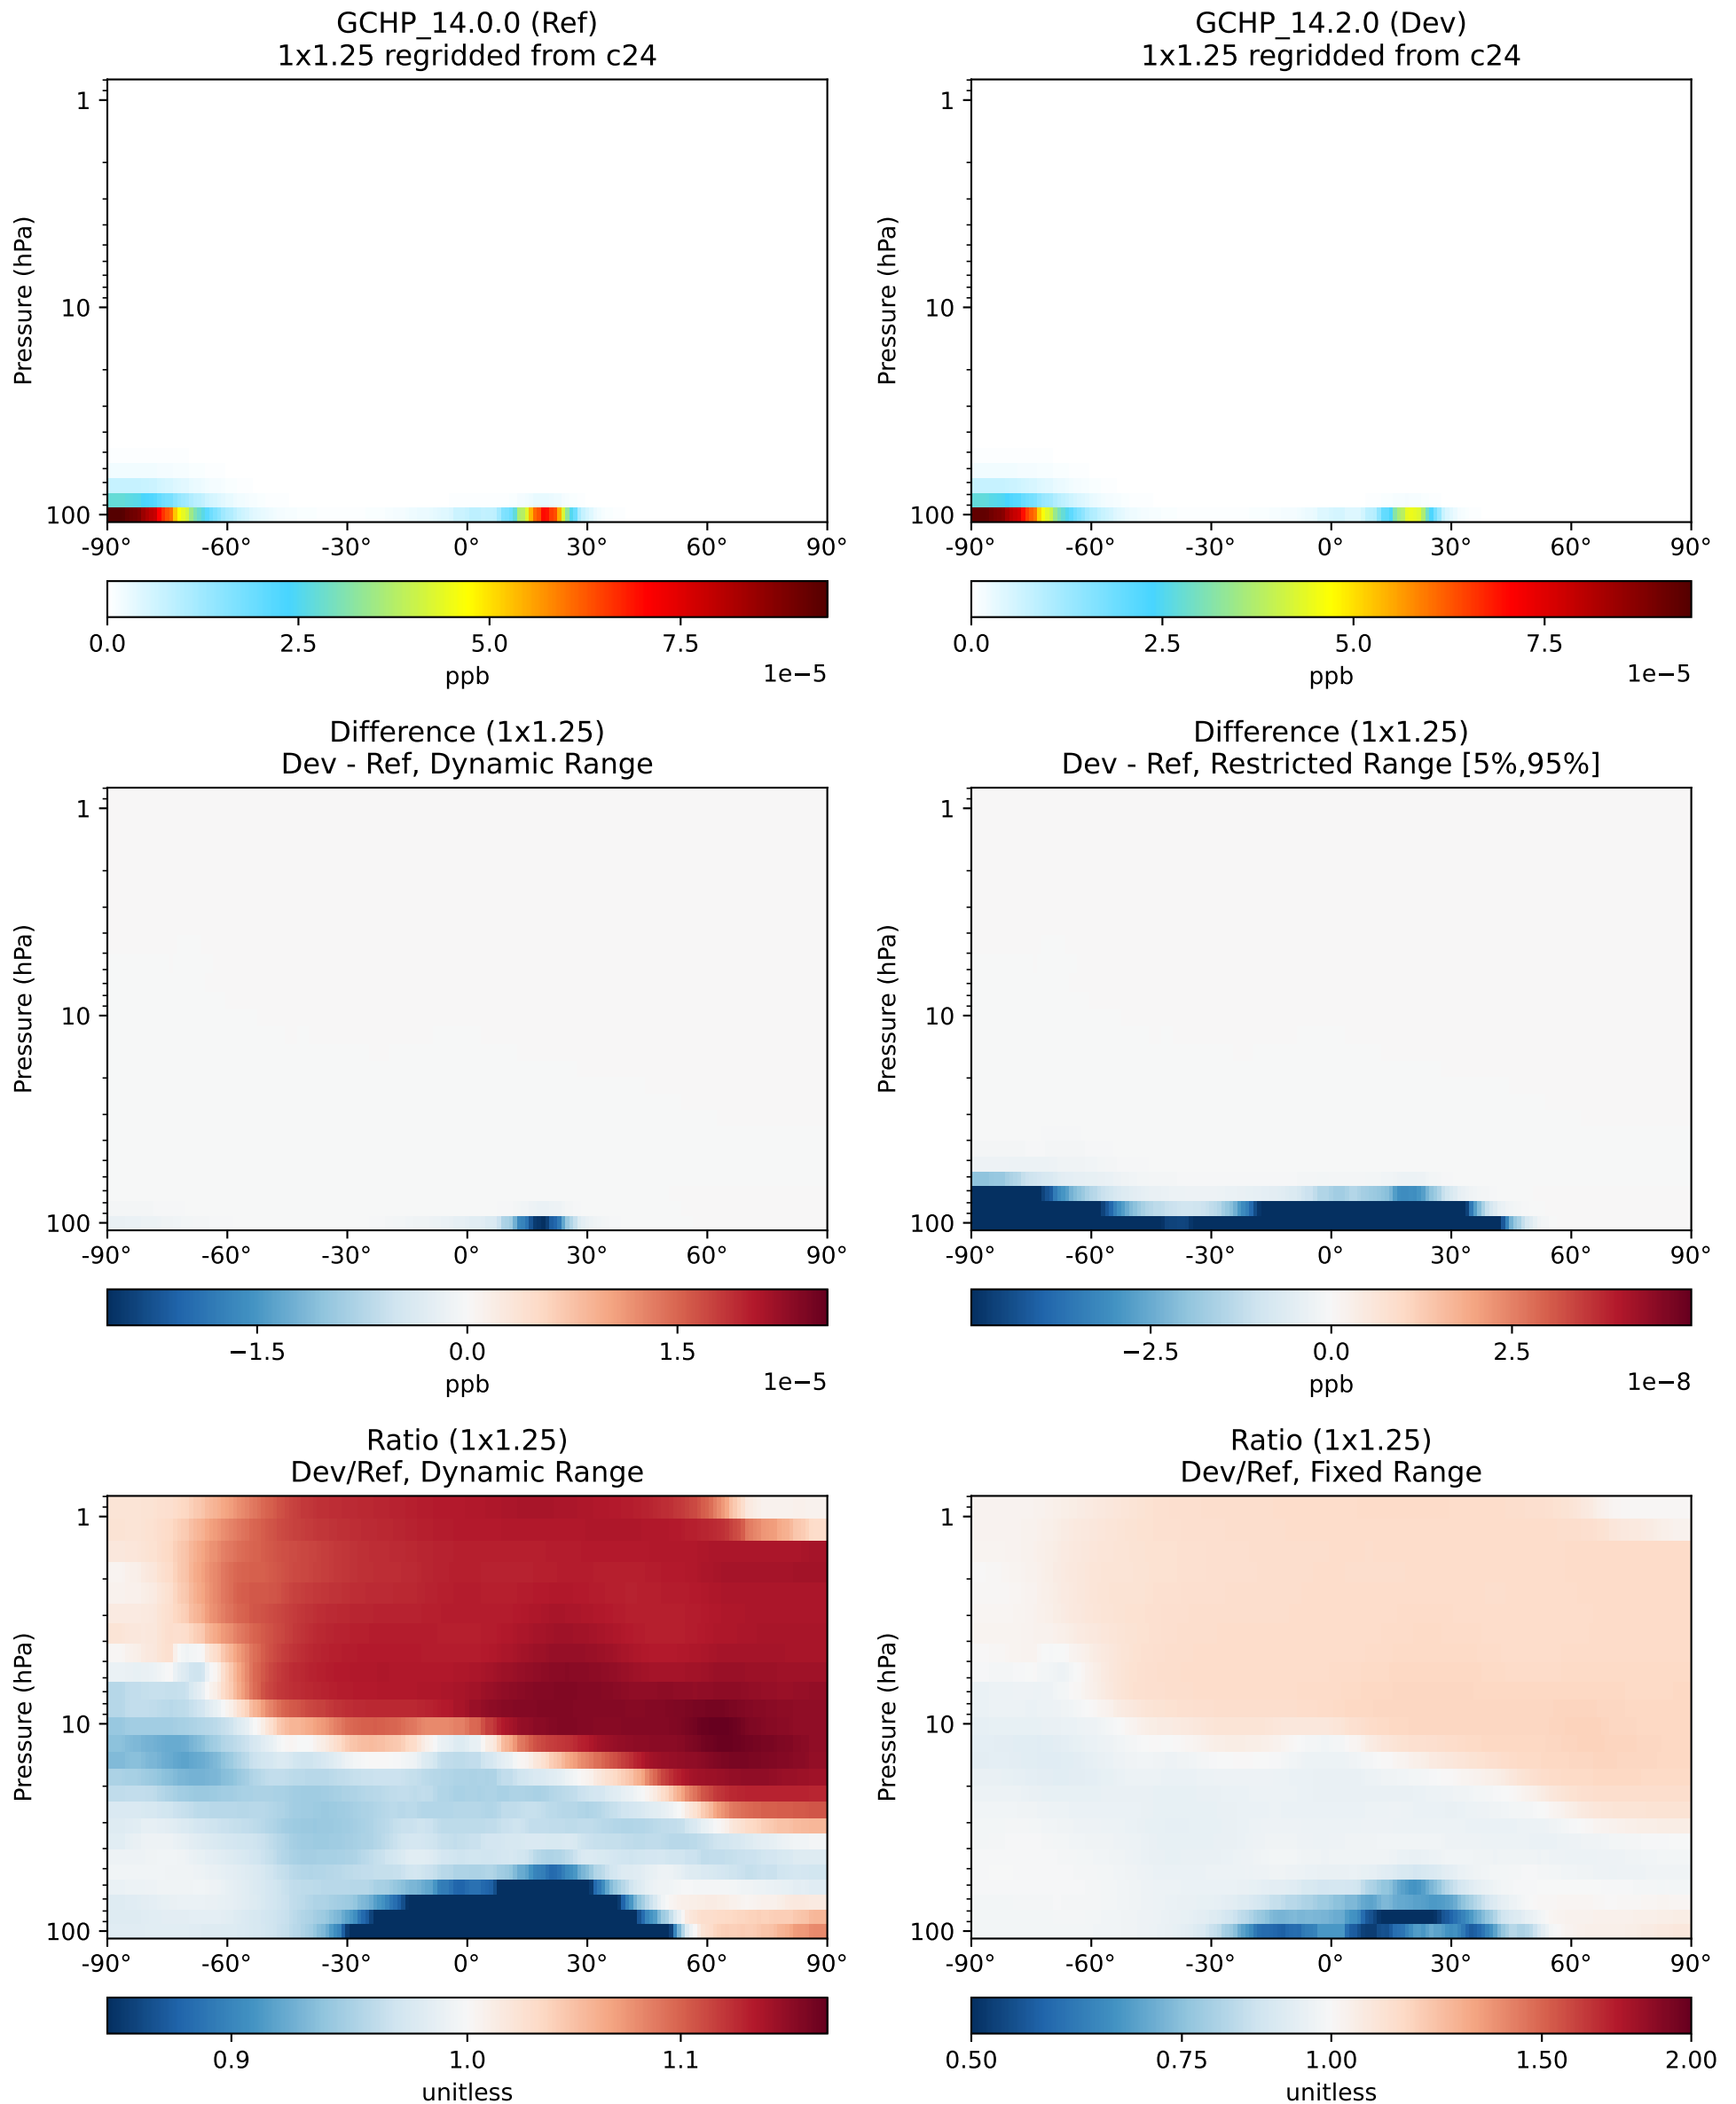 GCHP_14.0.0 (Ref)
1x1.25 regridded from c24
Pressure (hPa)
1
10
100
-90° -60° -30° 0° 30° 60° 90°
0.0 2.5 5.0 7.5
ppb
1e−5
GCHP_14.2.0 (Dev)
1x1.25 regridded from c24
Pressure (hPa)
1
10
100
-90° -60° -30° 0° 30° 60° 90°
0.0 2.5 5.0 7.5
ppb
1e−5
Difference (1x1.25)
Dev - Ref, Dynamic Range
Pressure (hPa)
1
10
100
-90° -60° -30° 0° 30° 60° 90°
−1.5 0.0 1.5
ppb
1e−5
Difference (1x1.25)
Dev - Ref, Restricted Range [5%,95%]
Pressure (hPa)
1
10
100
-90° -60° -30° 0° 30° 60° 90°
−2.5 0.0 2.5
ppb
1e−8
Ratio (1x1.25)
Dev/Ref, Dynamic Range
Pressure (hPa)
1
10
100
-90° -60° -30° 0° 30° 60° 90°
0.9 1.0 1.1
unitless
Ratio (1x1.25)
Dev/Ref, Fixed Range
Pressure (hPa)
1
10
100
-90° -60° -30° 0° 30° 60° 90°
0.50 0.75 1.00 1.50 2.00
unitless